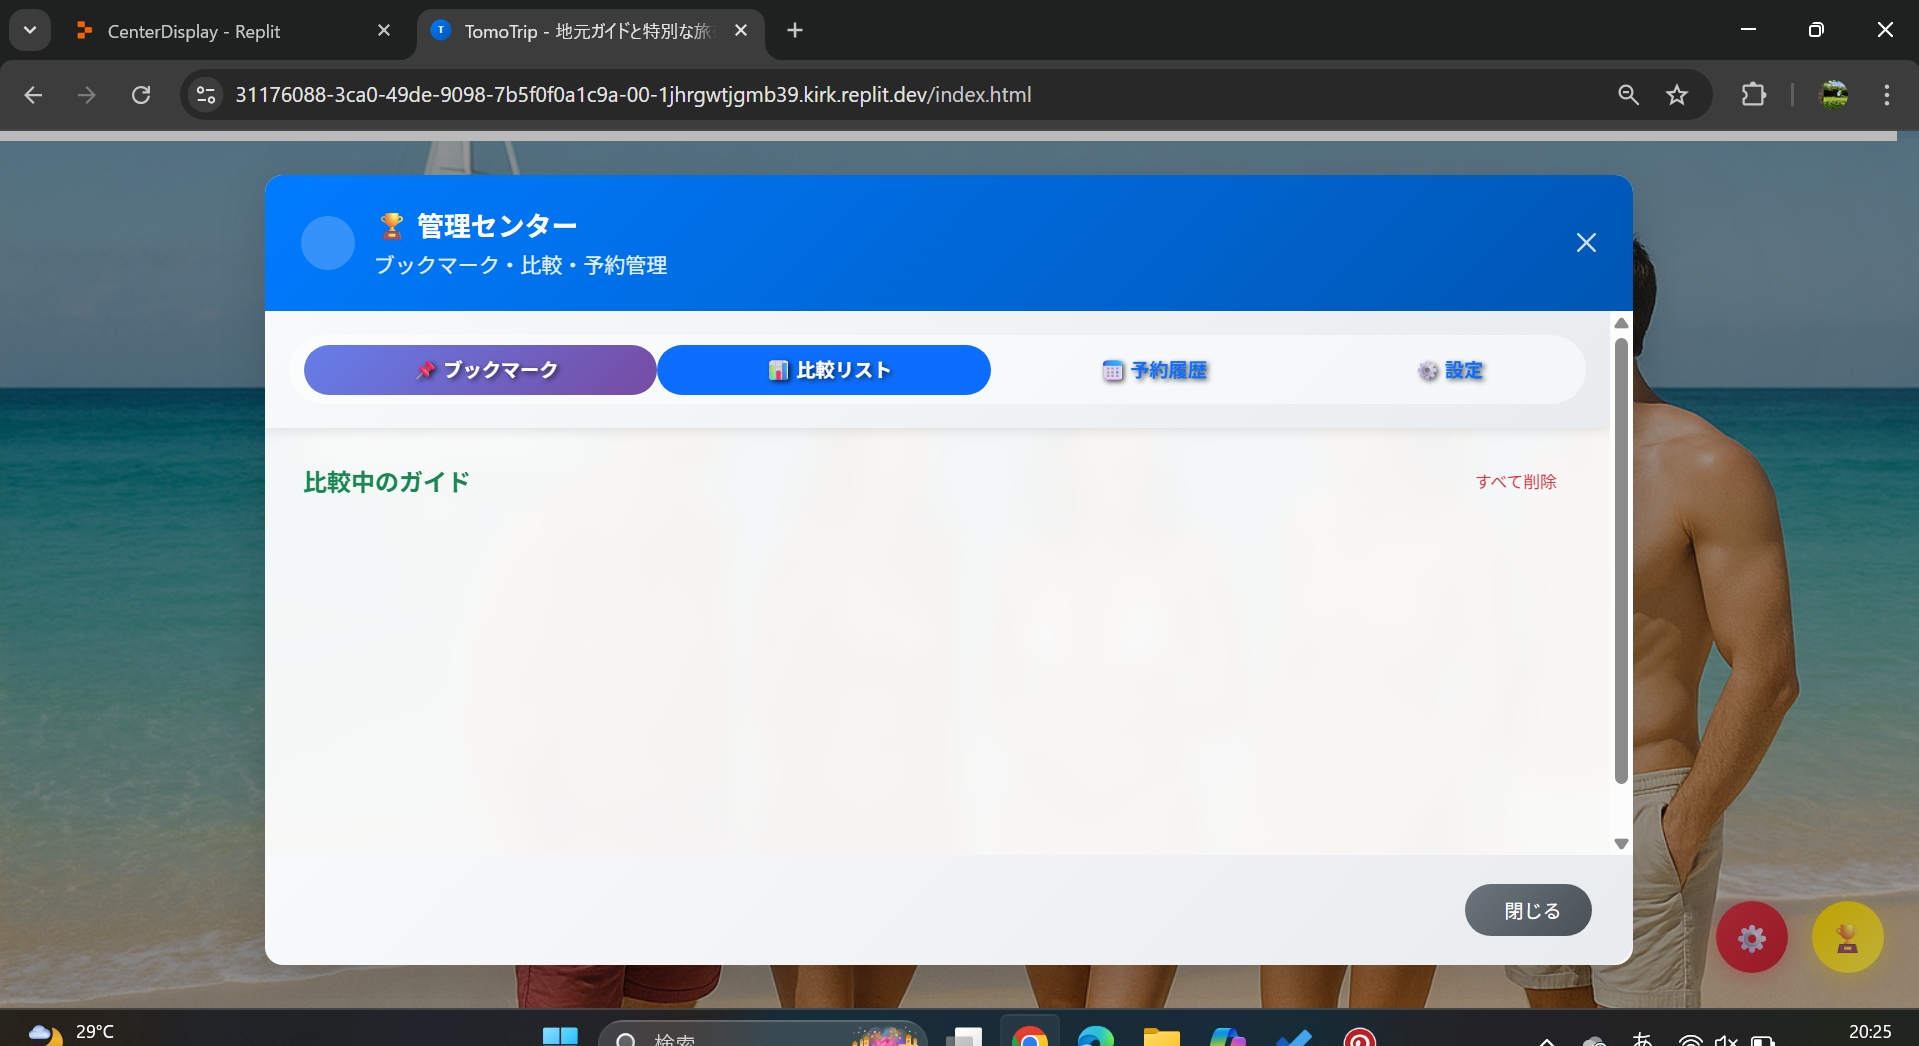 CenterDisplay - Replit
TomoTrip - 地元ガイドと特別な旅
31176088-3ca0-49de-9098-7b5f0f0a1c9a-00-1jhrgwtjgmb39.kirk.replit.dev/index.html
🏆 管理センター
ブックマーク・比較・予約管理
📌 ブックマーク
📊 比較リスト
📅 予約履歴
⚙️ 設定
比較中のガイド
すべて削除
閉じる
29°C
検索
あ
20:25